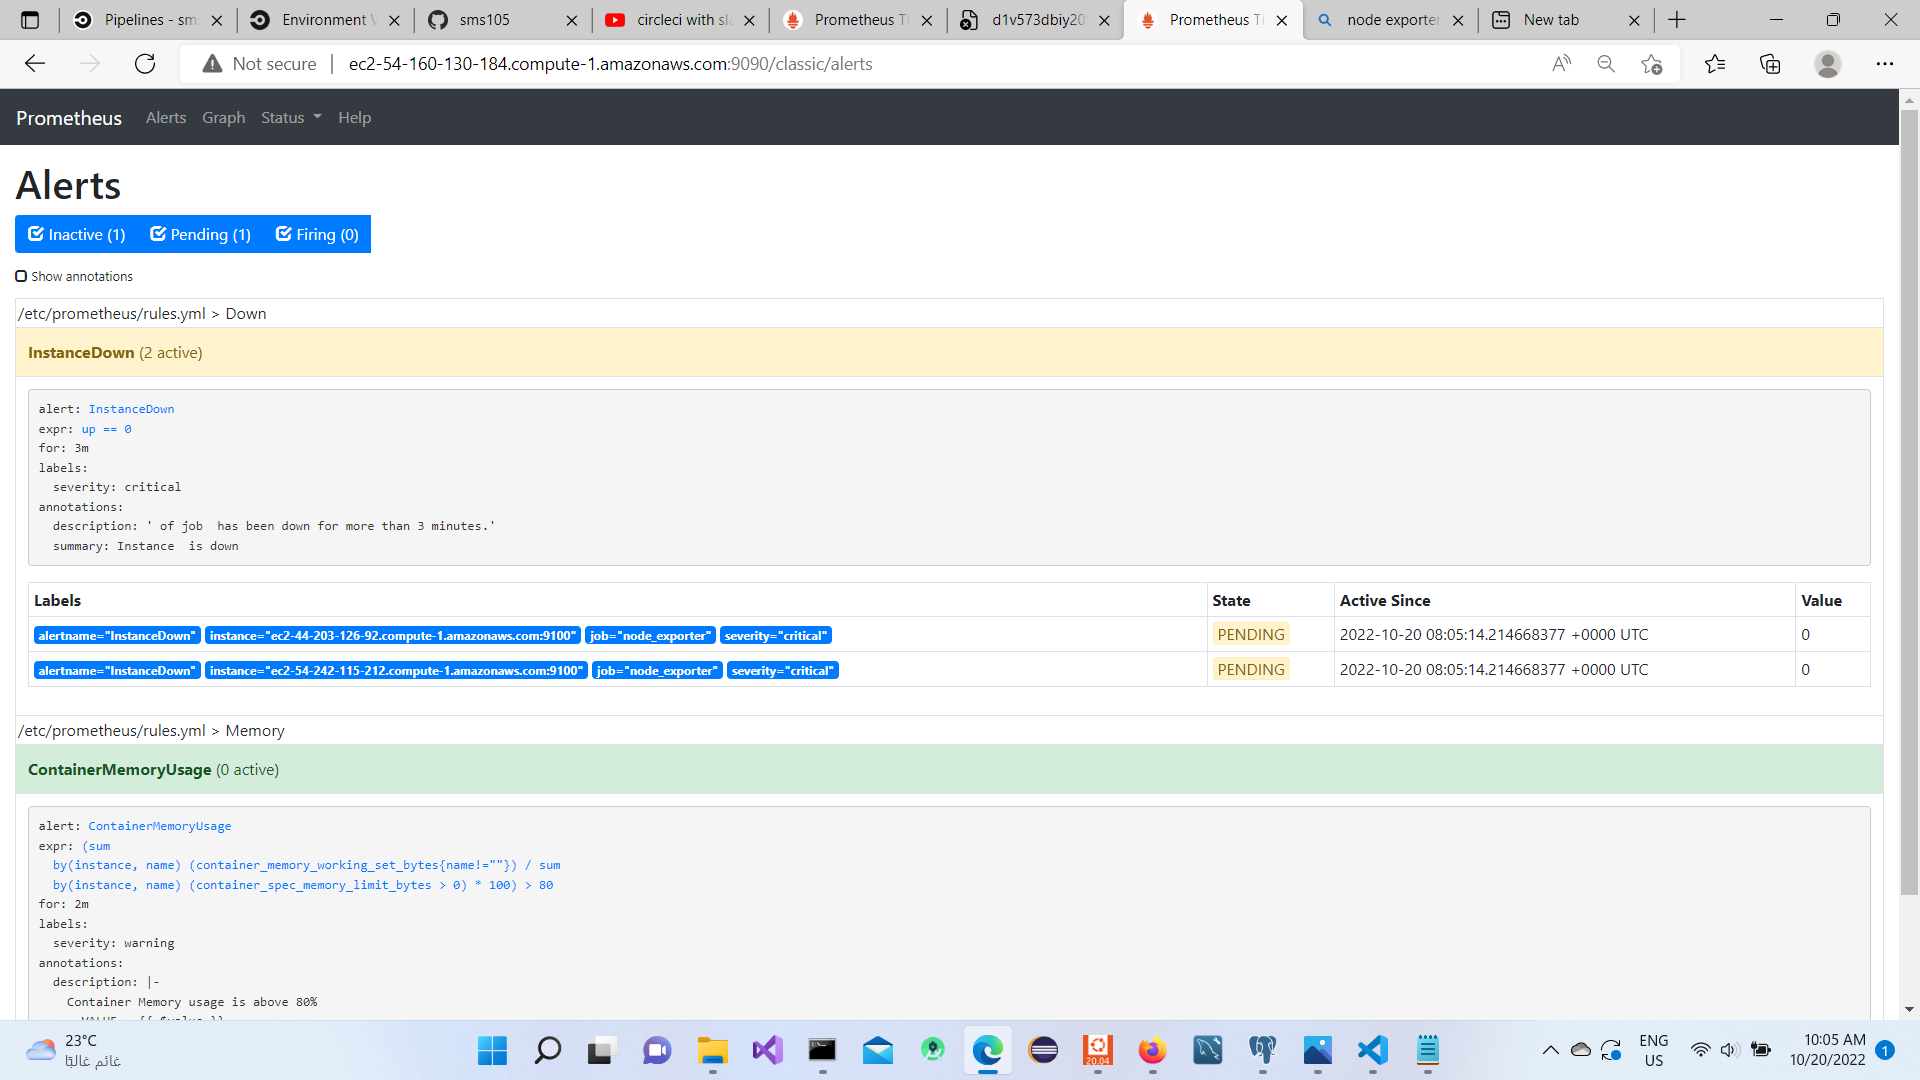 Pipelines - sms
Environment V
sms105
circleci with sla
Prometheus Ti
d1v573dbiy20
Prometheus Ti
node exporter
New tab
Not secure
ec2-54-160-130-184.compute-1.amazonaws.com:9090/classic/alerts
Prometheus Alerts Graph Status Help
Alerts
Inactive (1) Pending (1) Firing (0)
Show annotations
/etc/prometheus/rules.yml > Down
InstanceDown (2 active)
alert: InstanceDown
expr: up == 0
for: 3m
labels:
severity: critical
annotations:
description: ' of job  has been down for more than 3 minutes.'
summary: Instance  is down
Labels State Active Since Value
alertname="InstanceDown" instance="ec2-44-203-126-92.compute-1.amazonaws.com:9100" job="node_exporter" severity="critical" PENDING 2022-10-20 08:05:14.214668377 +0000 UTC 0
alertname="InstanceDown" instance="ec2-54-242-115-212.compute-1.amazonaws.com:9100" job="node_exporter" severity="critical" PENDING 2022-10-20 08:05:14.214668377 +0000 UTC 0
/etc/prometheus/rules.yml > Memory
ContainerMemoryUsage (0 active)
alert: ContainerMemoryUsage
expr: (sum
by(instance, name) (container_memory_working_set_bytes{name!=""}) / sum
by(instance, name) (container_spec_memory_limit_bytes > 0) * 100) > 80
for: 2m
labels:
severity: warning
annotations:
description: |-
Container Memory usage is above 80%
VALUE = {{ $value }}
23°C
غائم غالبًا
20.04
ENG
US
10:05 AM
10/20/2022
1